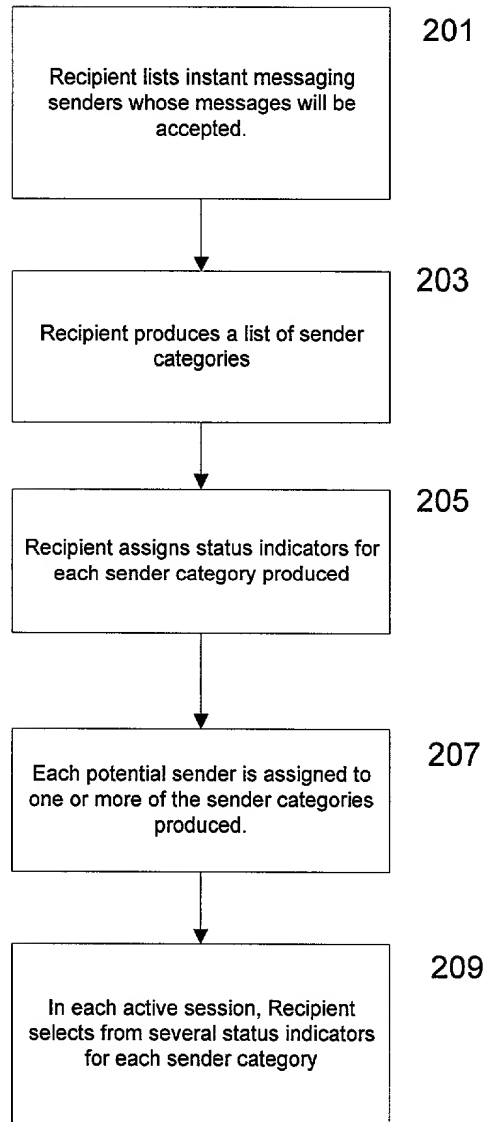 201
Recipient lists instant messaging
senders whose messages will be
accepted.
203
Recipient produces a list of sender
categories
205
Recipient assigns status indicators for
each sender category produced
207
Each potential sender is assigned to
one or more of the sender categories
produced.
209
In each active session, Recipient
selects from several status indicators
for each sender category